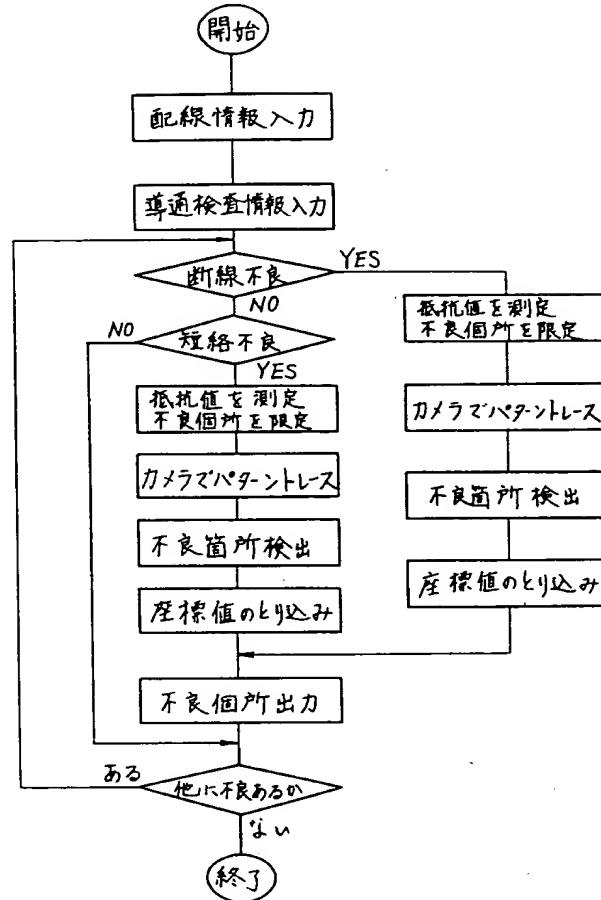 開始
配線情報入力
導通検査情報入力
断線不良
YES
NO
短絡不良
NO
YES
抵抗値を測定
不良個所を限定
カメラでパターントレース
不良箇所検出
座標値のとり込み
抵抗値を測定
不良個所を限定
カメラでパターントレース
不良箇所検出
座標値のとり込み
不良個所出力
他に不良あるか
ある
ない
終了